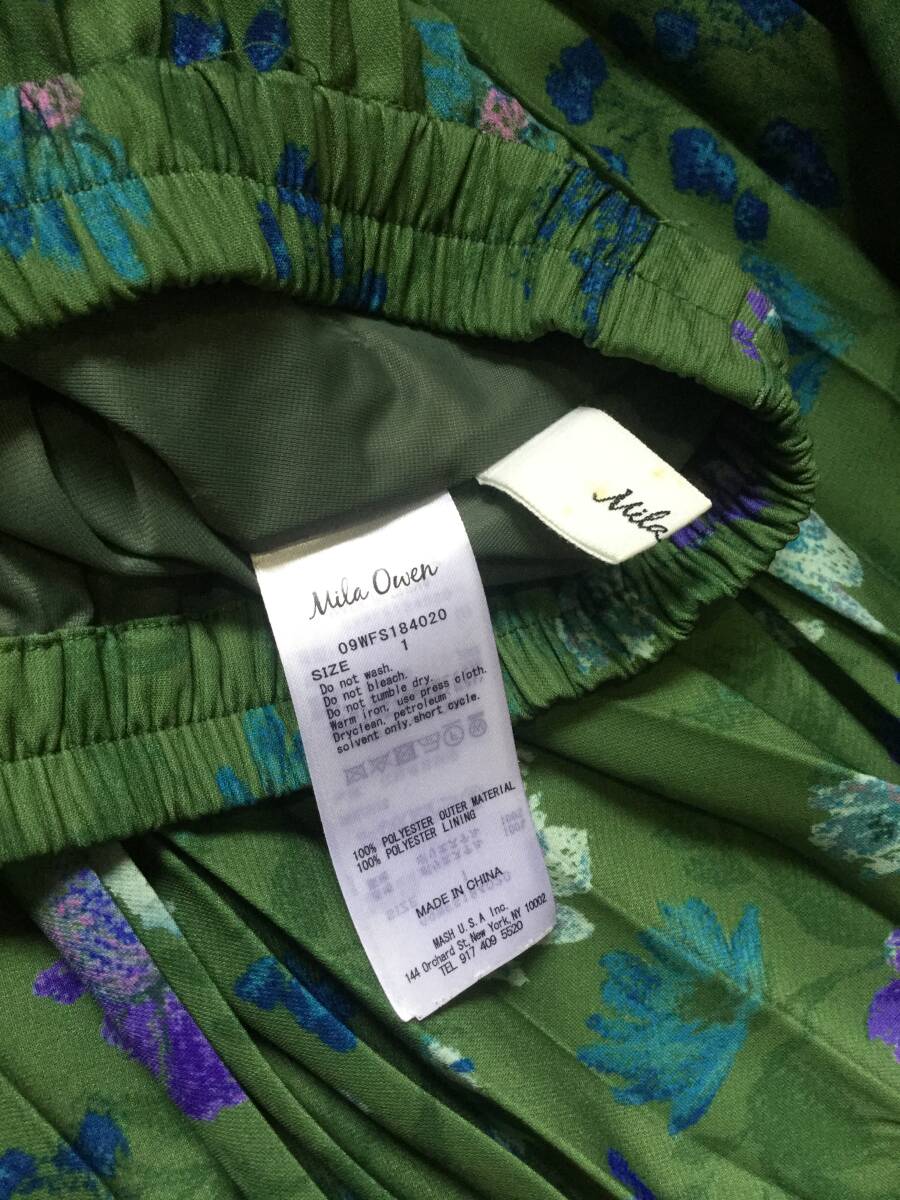 Mila
Mila Owen
09WFS184020
SIZE 1
Do not wash.
Do not bleach.
Do not tumble dry.
Warm iron, use press cloth.
Dryclean, petroleum
solvent only.short cycle.
100% POLYESTER OUTER MATERIAL
100% POLYESTER LINING
MADE IN CHINA
MASH U.S.A Inc.
144 Orchard St, New York, NY 10002
TEL 917 409 5520